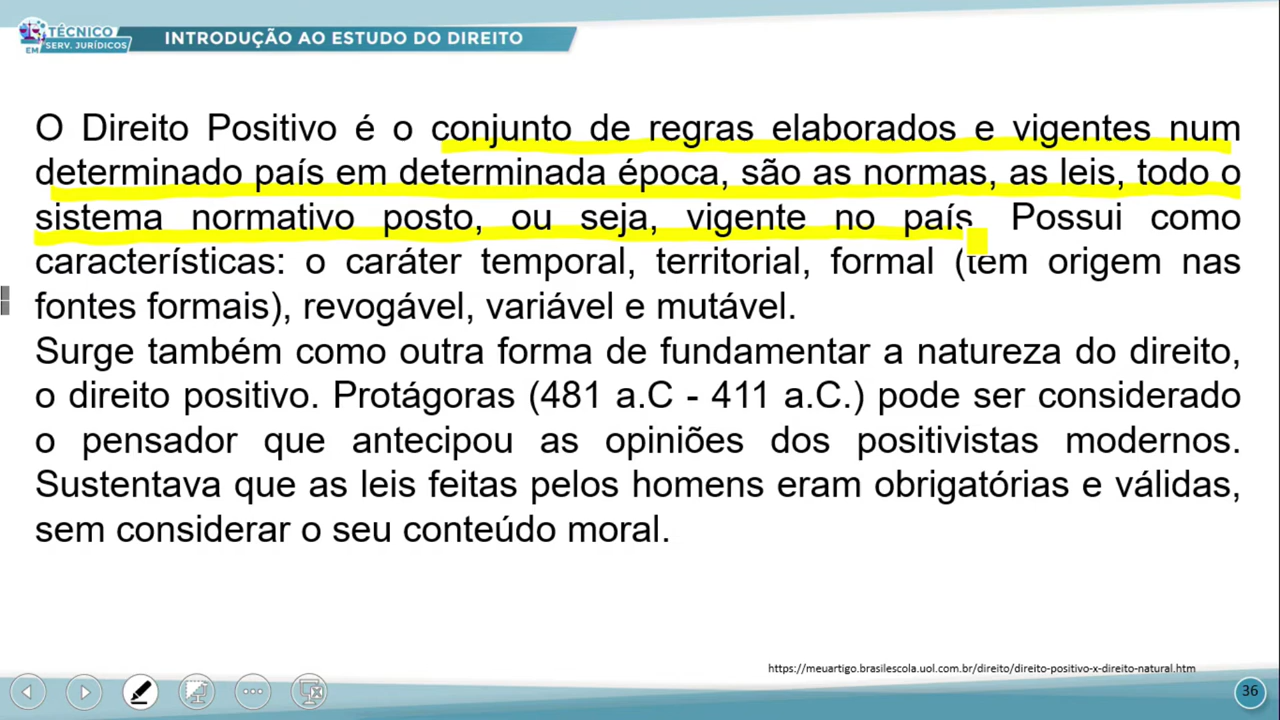 TÉCNICO
EM SERV. JURÍDICOS
INTRODUÇÃO AO ESTUDO DO DIREITO
O Direito Positivo é o conjunto de regras elaborados e vigentes num
determinado país em determinada época, são as normas, as leis, todo o
sistema normativo posto, ou seja, vigente no país Possui como
características: o caráter temporal, territorial, formal (tem origem nas
fontes formais), revogável, variável e mutável.
Surge também como outra forma de fundamentar a natureza do direito,
o direito positivo. Protágoras (481 a.C - 411 a.C.) pode ser considerado
o pensador que antecipou as opiniões dos positivistas modernos.
Sustentava que as leis feitas pelos homens eram obrigatórias e válidas,
sem considerar o seu conteúdo moral.
https://meuartigo.brasilescola.uol.com.br/direito/direito-positivo-x-direito-natural.htm
36